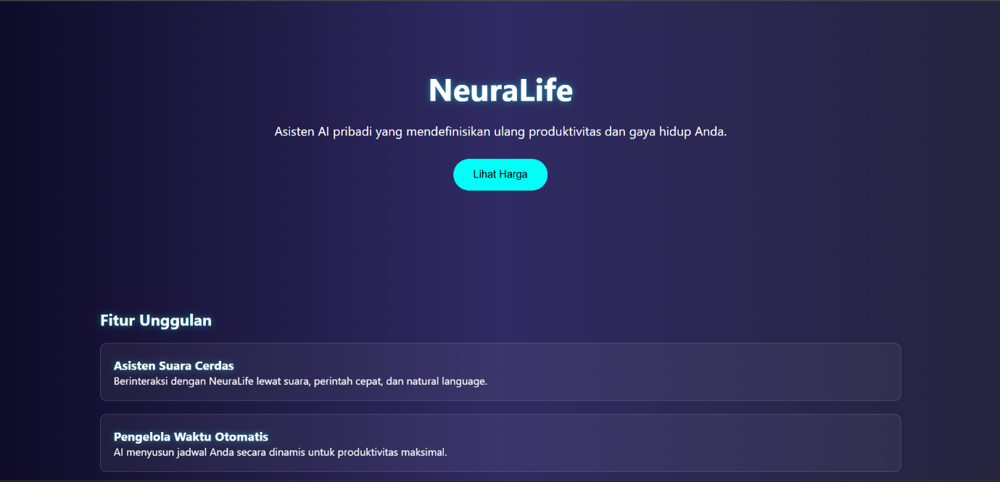 NeuraLife
Asisten AI pribadi yang mendefinisikan ulang produktivitas dan gaya hidup Anda.
Lihat Harga
Fitur Unggulan
Asisten Suara Cerdas
Berinteraksi dengan NeuraLife lewat suara, perintah cepat, dan natural language.
Pengelola Waktu Otomatis
AI menyusun jadwal Anda secara dinamis untuk produktivitas maksimal.